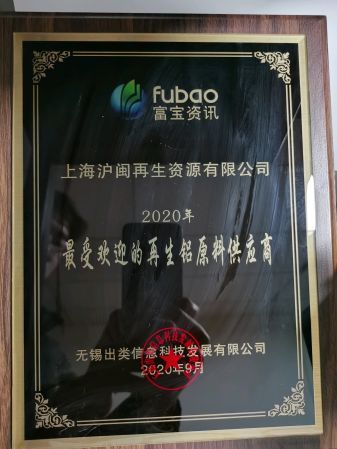 fubao
富宝资讯
上海沪闽再生资源有限公司
2020年
最受欢迎的再生铝原料供应商
无锡出类信息科技发展有限公司
2020年9月